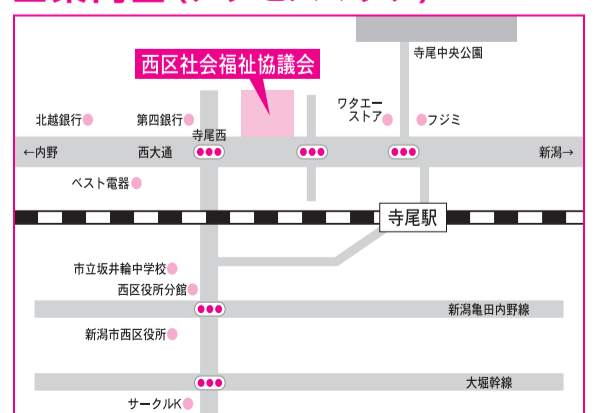 寺尾中央公園
西区社会福祉協議会
ワタエー
ストア
フジミ
北越銀行
第四銀行
寺尾西
←内野
西大通
新潟→
ベスト電器
寺尾駅
市立坂井輪中学校
西区役所分館
新潟亀田内野線
新潟市西区役所
大堀幹線
サークルK